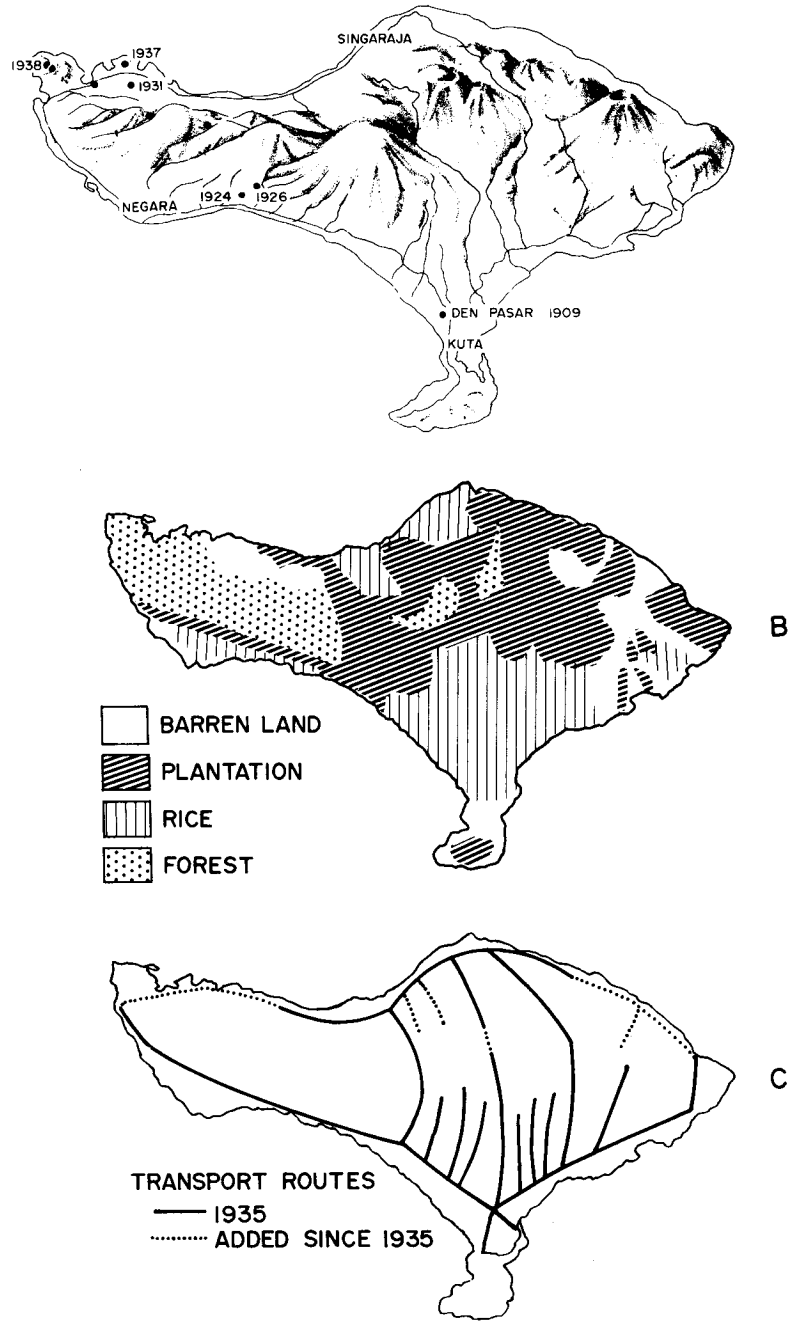 SINGARAJA
1937
1938
1931
NEGARA
1924 1926
DEN PASAR 1909
KUTA
B
BARREN LAND
PLANTATION
RICE
FOREST
C
TRANSPORT ROUTES
1935
ADDED SINCE 1935